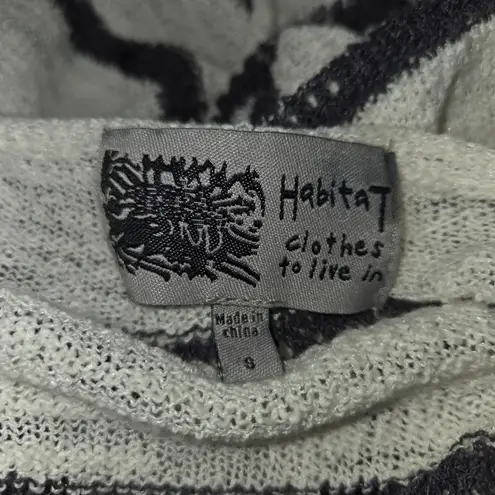 HabitaT
clothes
to live in
Made in
china
S